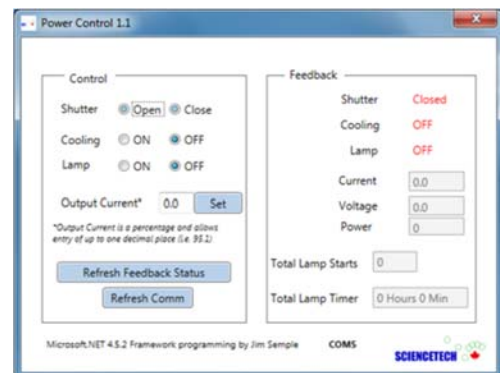 Power Control 1.1
Control
Shutter Open Close
Cooling ON OFF
Lamp ON OFF
Output Current* 0.0 Set
*Output Current is a percentage and allows
entry of up to one decimal place (i.e. 95.1)
Refresh Feedback Status
Refresh Comm
Feedback
Shutter Closed
Cooling OFF
Lamp OFF
Current 0.0
Voltage 0.0
Power 0
Total Lamp Starts 0
Total Lamp Timer 0 Hours 0 Min
Microsoft.NET 4.5.2 Framework programming by Jim Semple COM5
SCIENCETECH